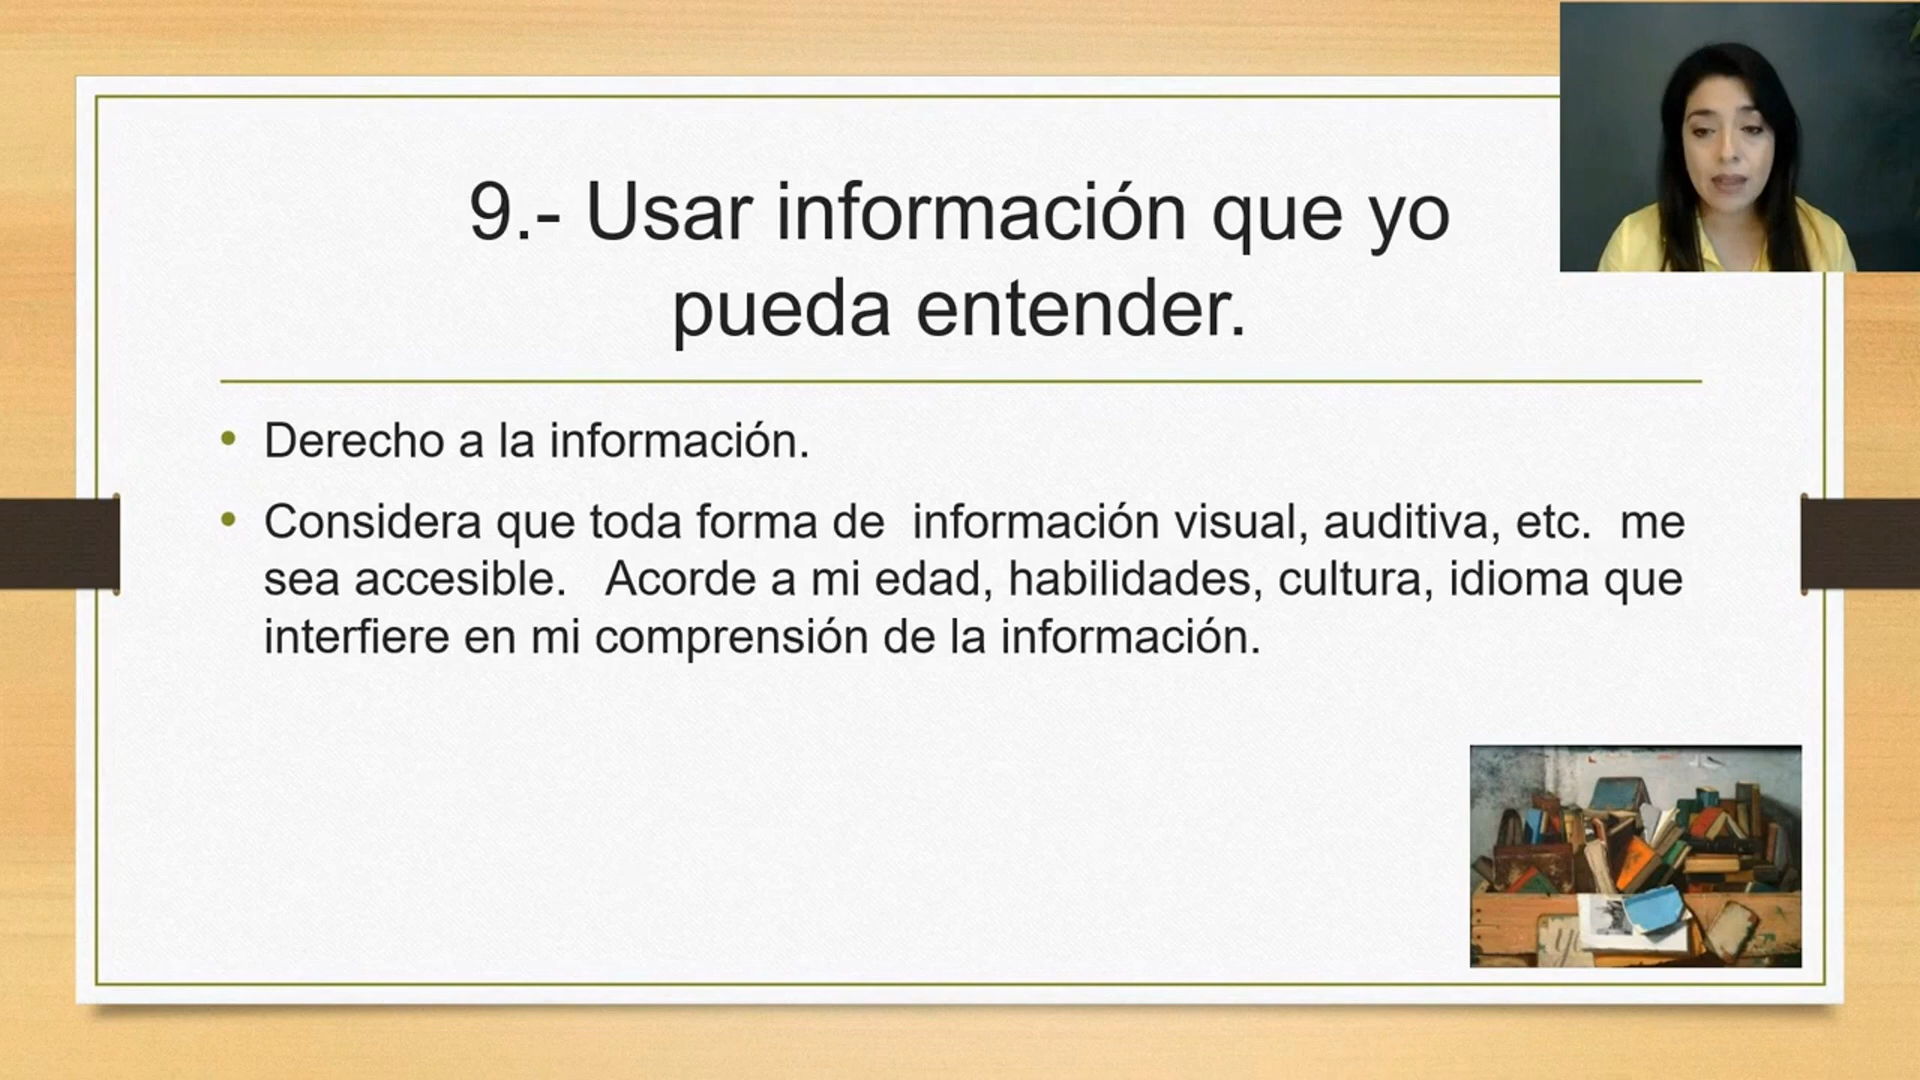 9.- Usar información que yo
pueda entender.
• Derecho a la información.
• Considera que toda forma de  información visual, auditiva, etc.  me
sea accesible.   Acorde a mi edad, habilidades, cultura, idioma que
interfiere en mi comprensión de la información.